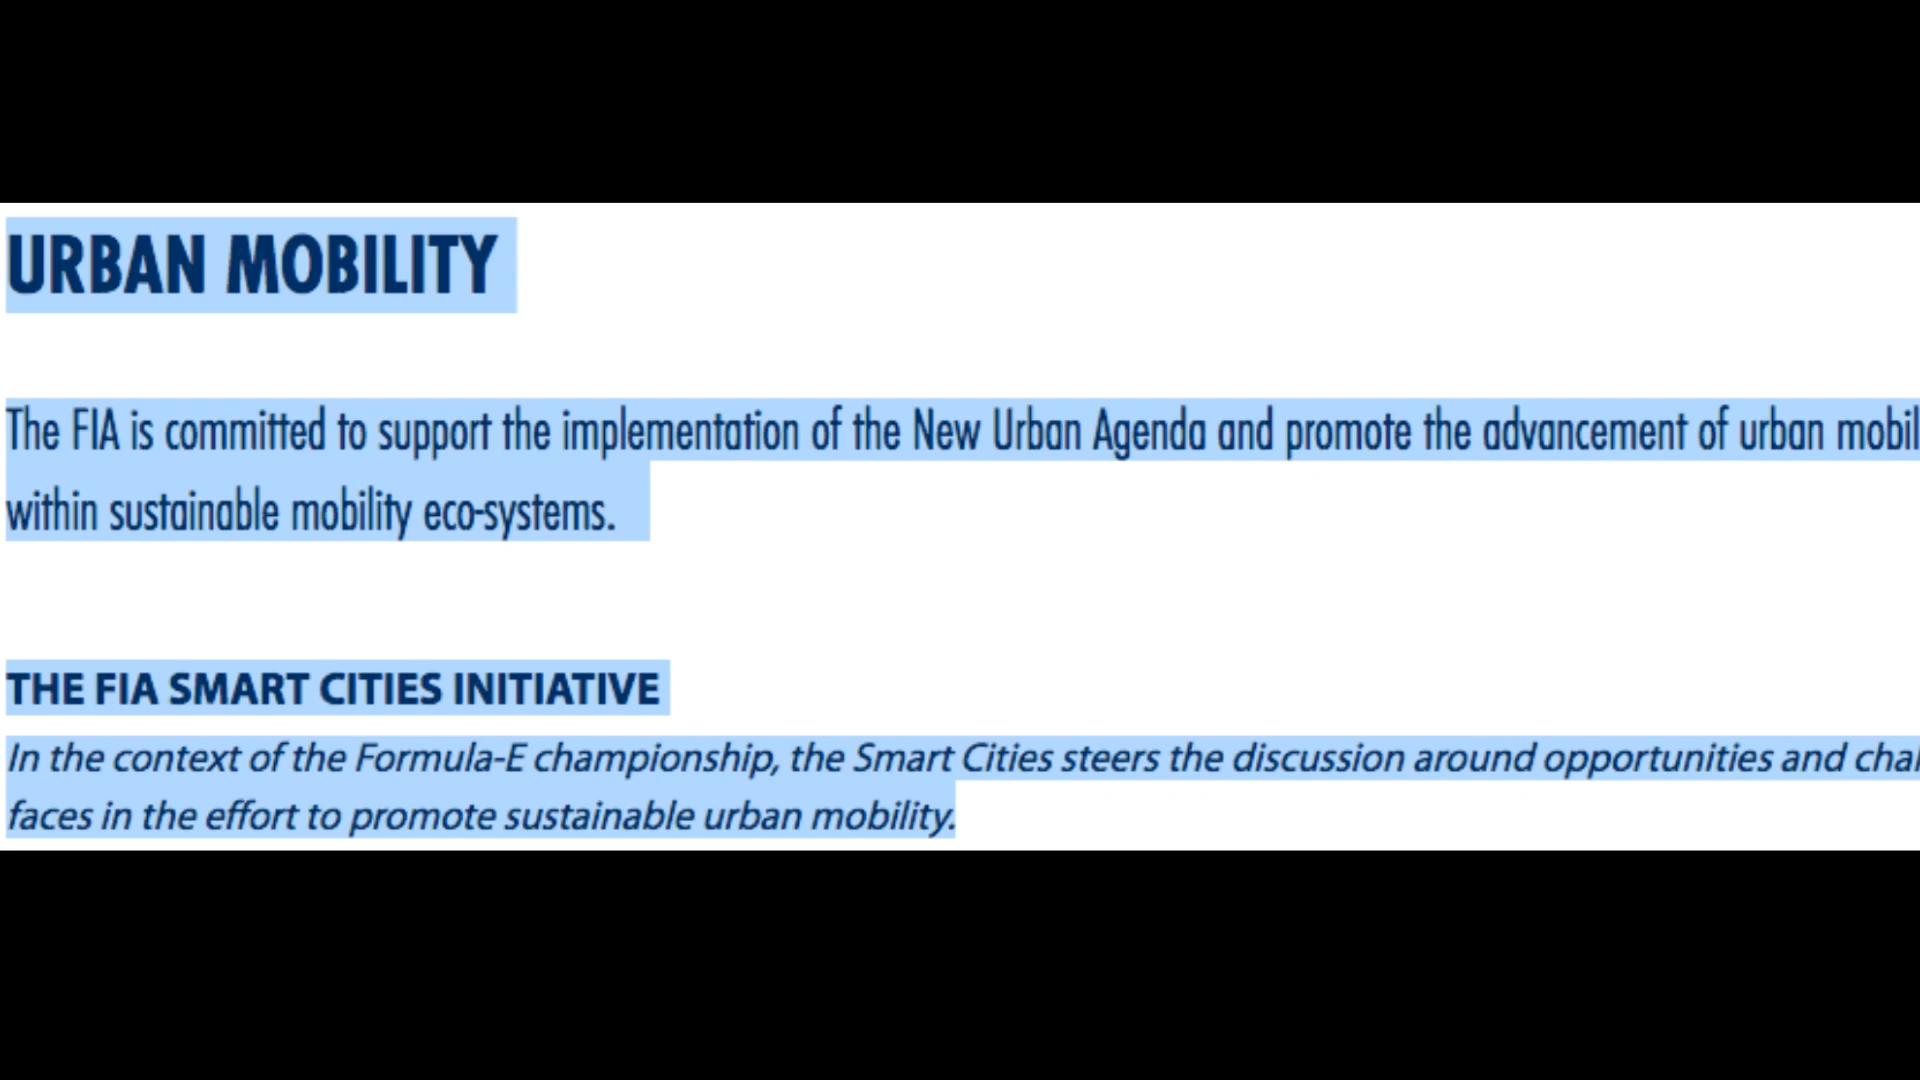 URBAN MOBILITY
The FIA is committed to support the implementation of the New Urban Agenda and promote the advancement of urban
within sustainable mobility eco-systems.
THE FIA SMART CITIES INITIATIVE
In the context of the Formula-E championship, the Smart Cities steers the discussion around opportunities and
faces in the effort to promote sustainable urban mobility.